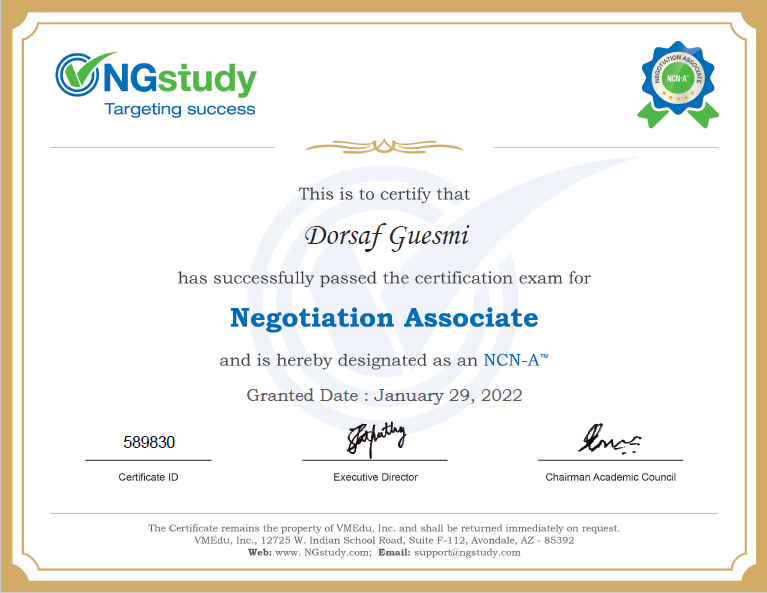 NGstudy
Targeting success
NEGOTIATION ASSOCIATE
NCN-A™
This is to certify that
Dorsaf Guesmi
has successfully passed the certification exam for
Negotiation Associate
and is hereby designated as an NCN-A™
Granted Date : January 29, 2022
589830
Certificate ID
Executive Director
Chairman Academic Council
The Certificate remains the property of VMEdu, Inc. and shall be returned immediately on request.
VMEdu, Inc., 12725 W. Indian School Road, Suite F-112, Avondale, AZ - 85392
Web: www. NGstudy.com; Email: support@ngstudy.com